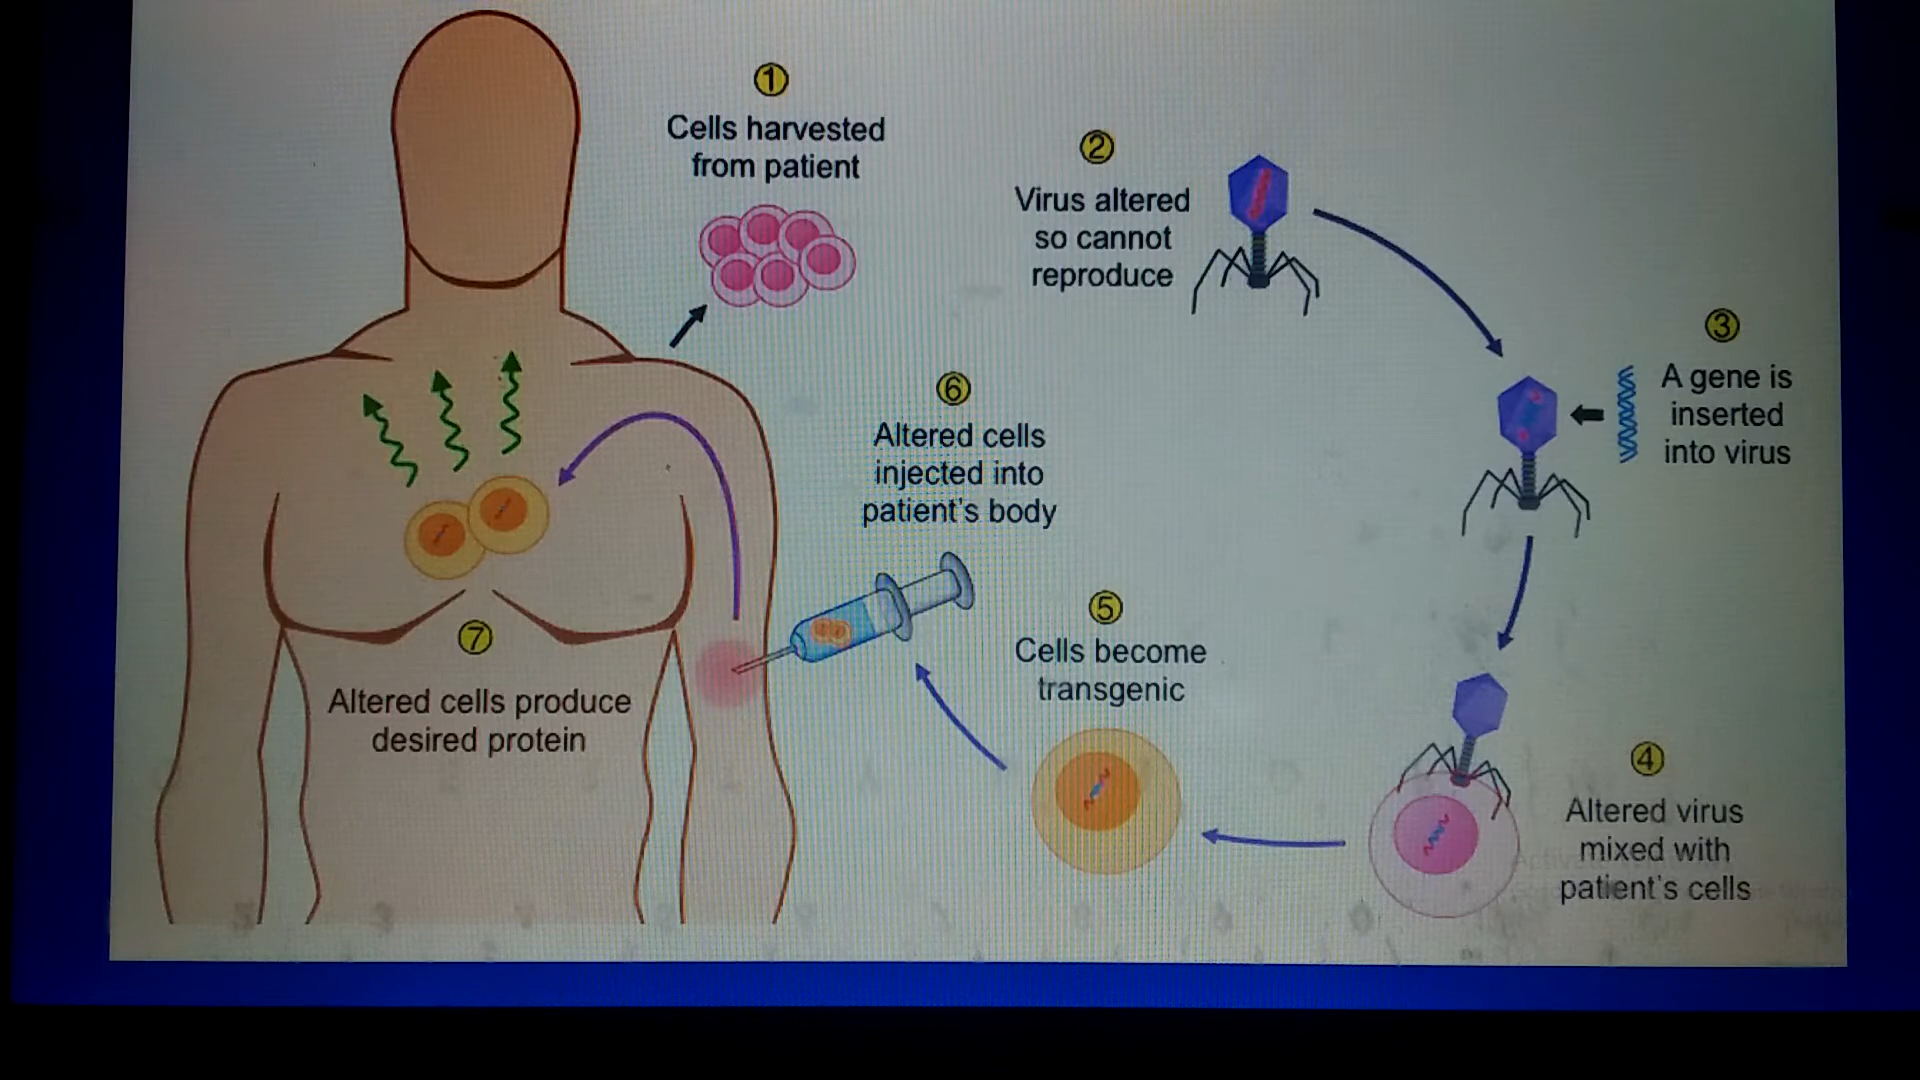 1
Cells harvested
from patient
2
Virus altered
so cannot
reproduce
3
A gene is
inserted
into virus
4
Altered virus
mixed with
patient's cells
5
Cells become
transgenic
6
Altered cells
injected into
patient's body
7
Altered cells produce
desired protein